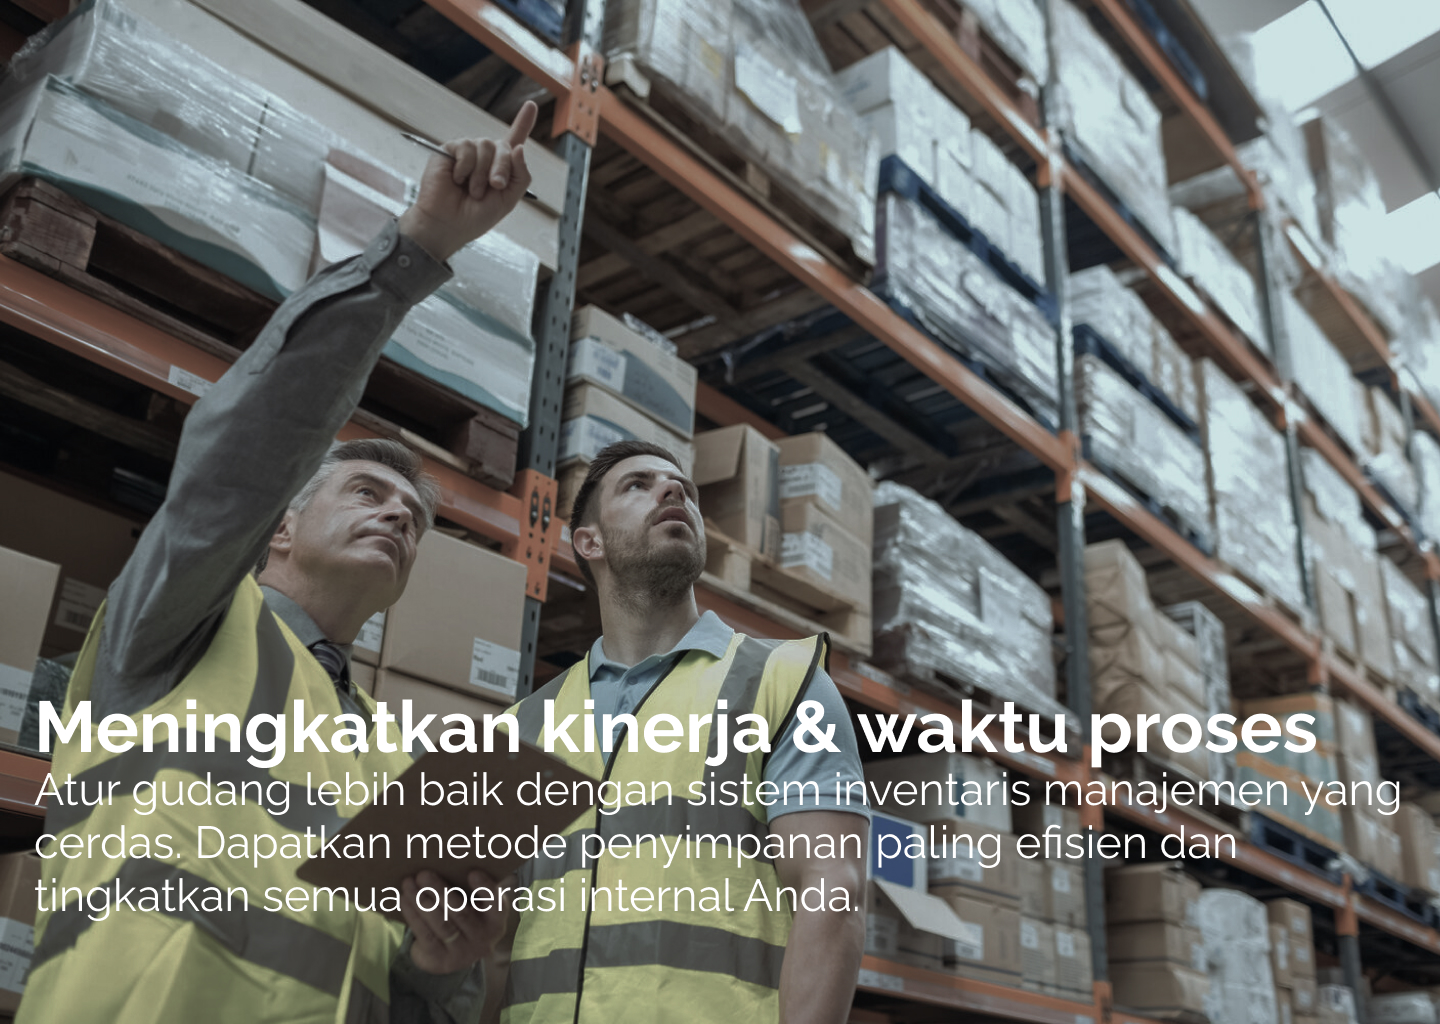 Meningkatkan kinerja & waktu proses
Atur gudang lebih baik dengan sistem inventaris manajemen yang
cerdas. Dapatkan metode penyimpanan paling efisien dan
tingkatkan semua operasi internal Anda.